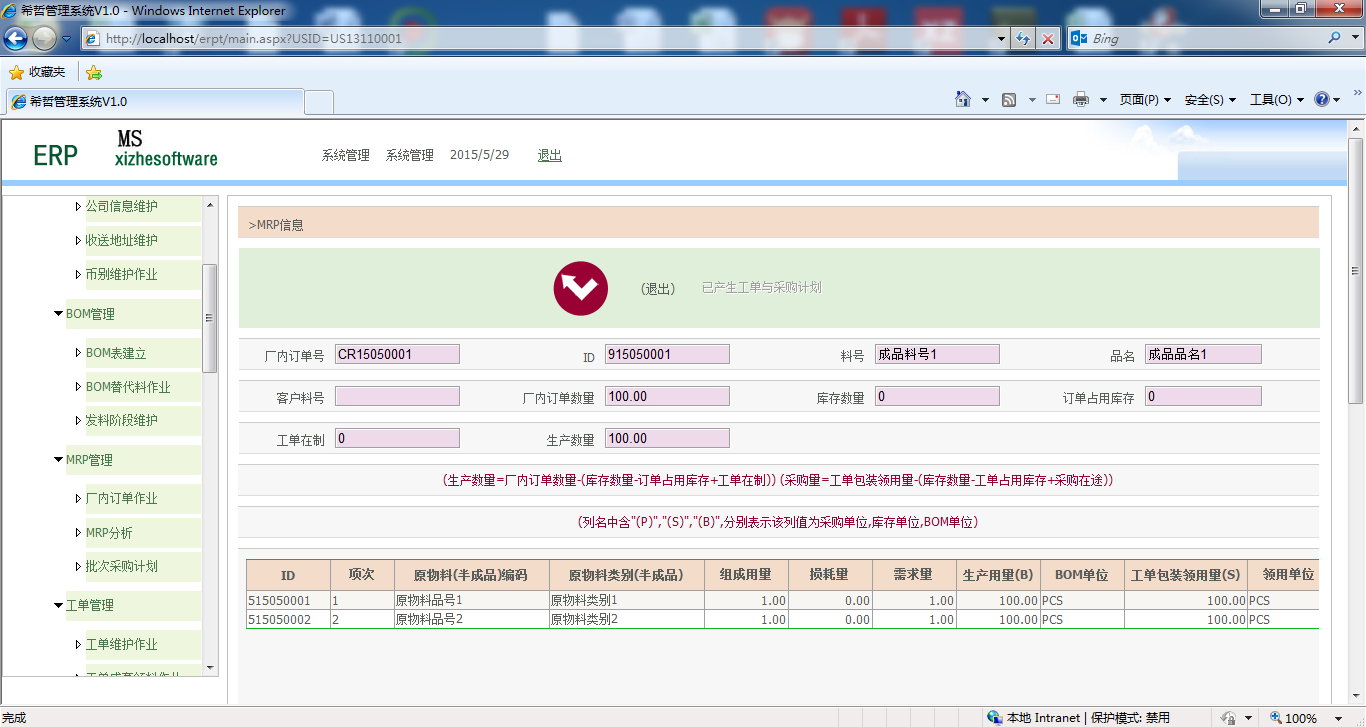 希哲管理系统V1.0 - Windows Internet Explorer
http://localhost/erpt/main.aspx?USID=US13110001
Bing
收藏夹
希哲管理系统V1.0
页面(P)
安全(S)
工具(O)
ERP
MS
xizhesoftware
系统管理 系统管理 2015/5/29 退出
公司信息维护
收送地址维护
币别维护作业
BOM管理
BOM表建立
BOM替代料作业
发料阶段维护
MRP管理
厂内订单作业
MRP分析
批次采购计划
工单管理
工单维护作业
>MRP信息
(退出) 已产生工单与采购计划
厂内订单号 CR15050001 ID 915050001 料号 成品料号1 品名 成品品名1
客户料号 厂内订单数量 100.00 库存数量 0 订单占用库存 0
工单在制 0 生产数量 100.00
(生产数量=厂内订单数量-(库存数量-订单占用库存+工单在制)) (采购量=工单包装领用量-(库存数量-工单占用库存+采购在途))
(列名中含"(P)","(S)","(B)",分别表示该列值为采购单位,库存单位,BOM单位)
ID 项次 原物料(半成品)编码 原物料类别(半成品) 组成用量 损耗量 需求量 生产用量(B) BOM单位 工单包装领用量(S) 领用单位
515050001 1 原物料品号1 原物料类别1 1.00 0.00 1.00 100.00 PCS 100.00 PCS
515050002 2 原物料品号2 原物料类别2 1.00 0.00 1.00 100.00 PCS 100.00 PCS
完成
本地 Intranet | 保护模式: 禁用
100%